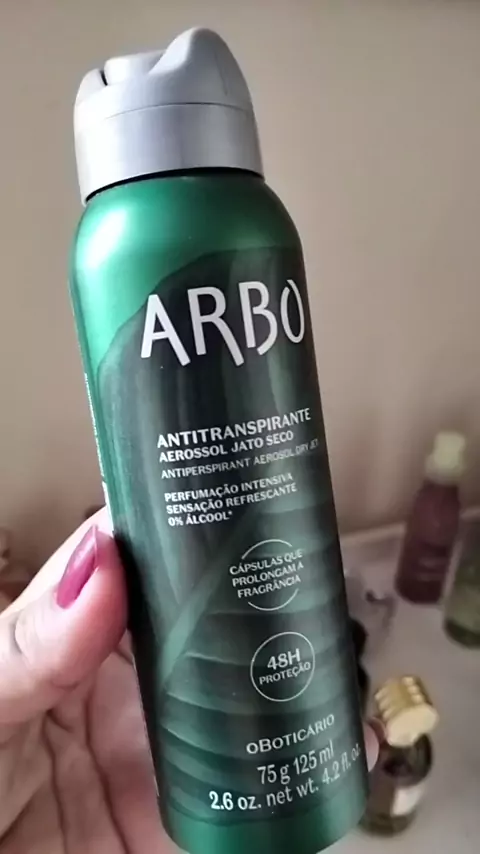 ARBO
ANTITRANSPIRANTE
AEROSSOL JATO SECO
ANTIPERSPIRANT AEROSOL DRY JET
PERFUMAÇÃO INTENSIVA
SENSAÇÃO REFRESCANTE
0% ÁLCOOL*
CÁPSULAS QUE
PROLONGAM A
FRAGRÂNCIA
48H
PROTEÇÃO
OBOTICÁRIO
75 g 125 ml
2.6 oz. net wt. 4.2 fl. oz.